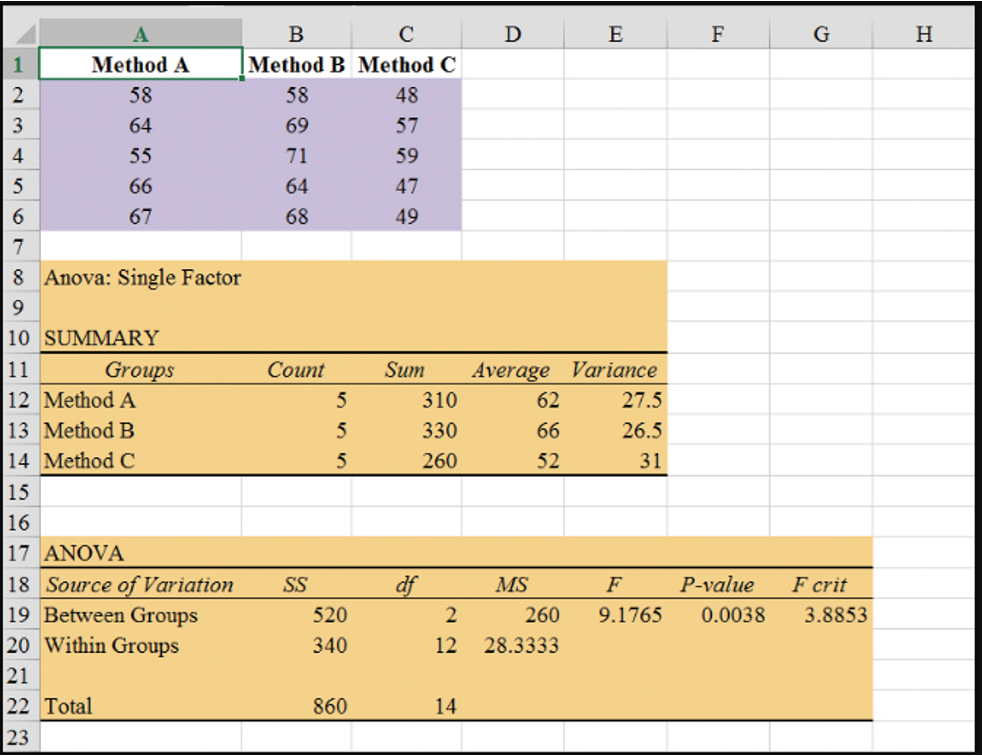 A B C D E F G H
1 Method A Method B Method C
2 58 58 48
3 64 69 57
4 55 71 59
5 66 64 47
6 67 68 49
7
8 Anova: Single Factor
9
10 SUMMARY
11 Groups Count Sum Average Variance
12 Method A 5 310 62 27.5
13 Method B 5 330 66 26.5
14 Method C 5 260 52 31
15
16
17 ANOVA
18 Source of Variation SS df MS F P-value F crit
19 Between Groups 520 2 260 9.1765 0.0038 3.8853
20 Within Groups 340 12 28.3333
21
22 Total 860 14
23